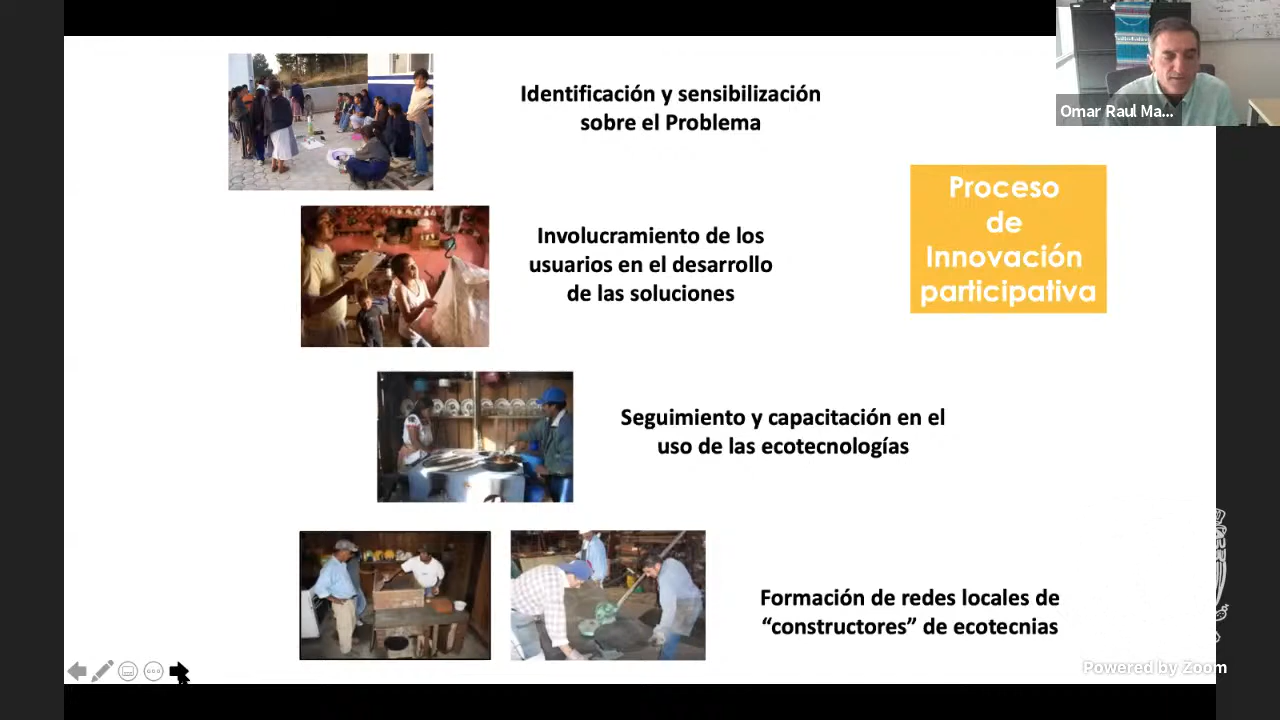 Identificación y sensibilización
sobre el Problema
Omar Raul Ma...
Proceso
de
Innovación
participativa
Involucramiento de los
usuarios en el desarrollo
de las soluciones
Seguimiento y capacitación en el
uso de las ecotecnologías
Formación de redes locales de
“constructores” de ecotecnias
Powered by Zoom